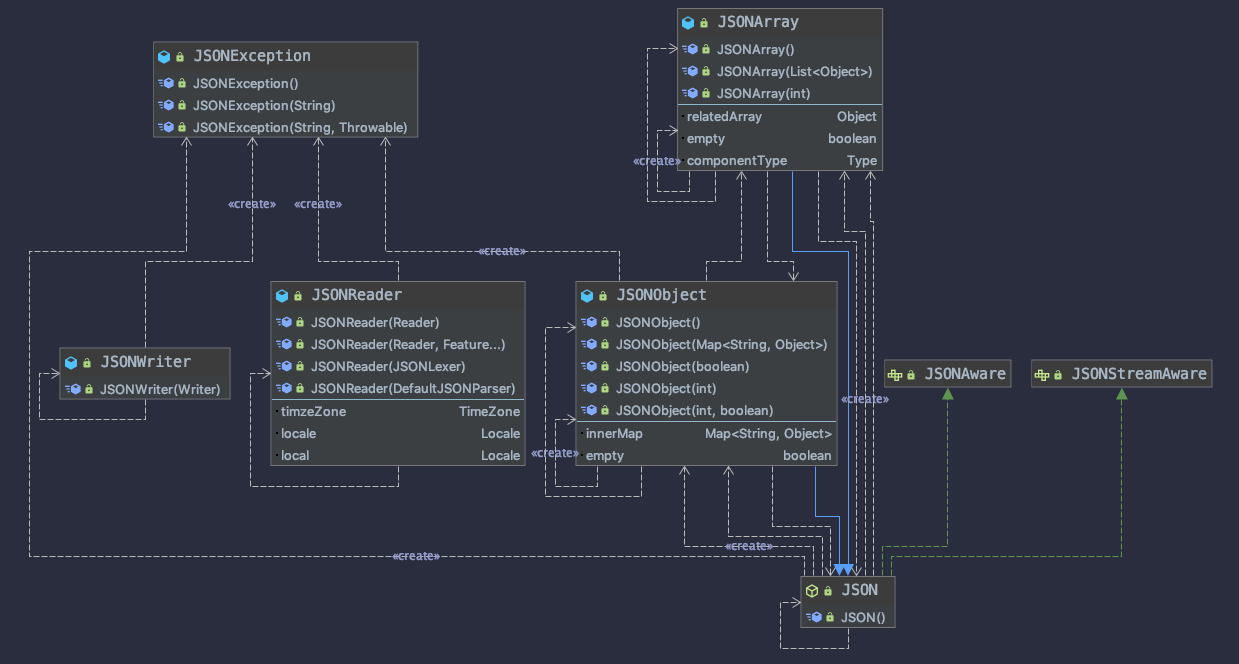 JSONArray
JSONArray()
JSONArray(List<Object>)
JSONArray(int)
relatedArray Object
empty boolean
componentType Type
«create»
JSONException
JSONException()
JSONException(String)
JSONException(String, Throwable)
«create»
«create»
«create»
JSONReader
JSONReader(Reader)
JSONReader(Reader, Feature...)
JSONReader(JSONLexer)
JSONReader(DefaultJSONParser)
timzeZone TimeZone
locale Locale
local Locale
JSONObject
JSONObject()
JSONObject(Map<String, Object>)
JSONObject(boolean)
JSONObject(int)
JSONObject(int, boolean)
innerMap Map<String, Object>
empty boolean
«create»
JSONWriter
JSONWriter(Writer)
JSONAware
JSONStreamAware
«create»
«create»
«create»
JSON
JSON()